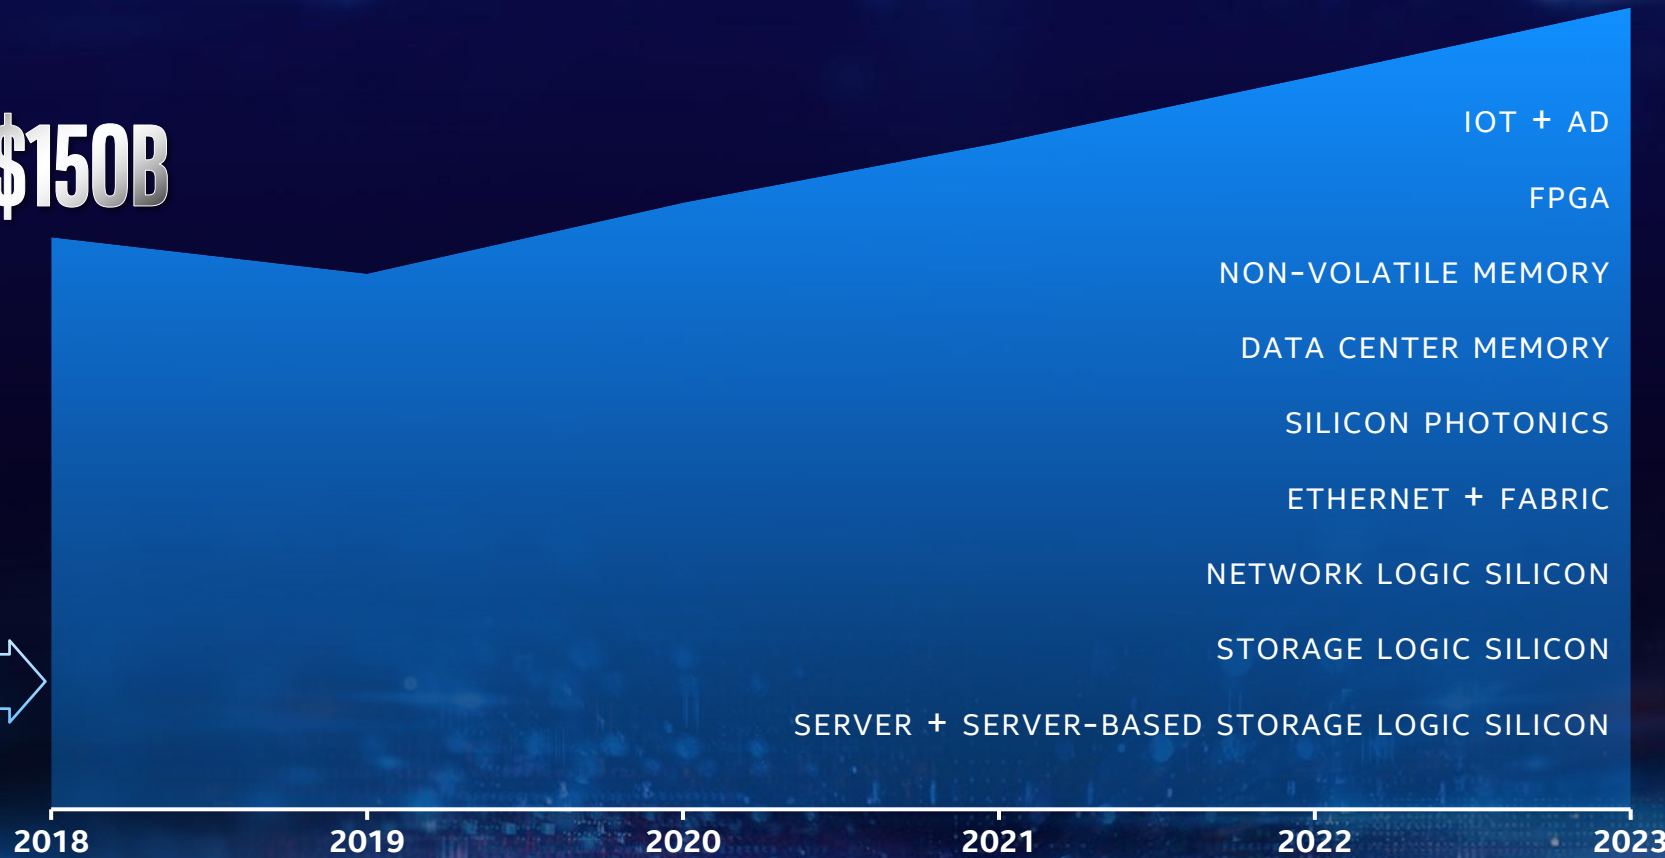 $150B
IOT + AD
FPGA
NON-VOLATILE MEMORY
DATA CENTER MEMORY
SILICON PHOTONICS
ETHERNET + FABRIC
NETWORK LOGIC SILICON
STORAGE LOGIC SILICON
SERVER + SERVER-BASED STORAGE LOGIC SILICON
2018 2019 2020 2021 2022 2023